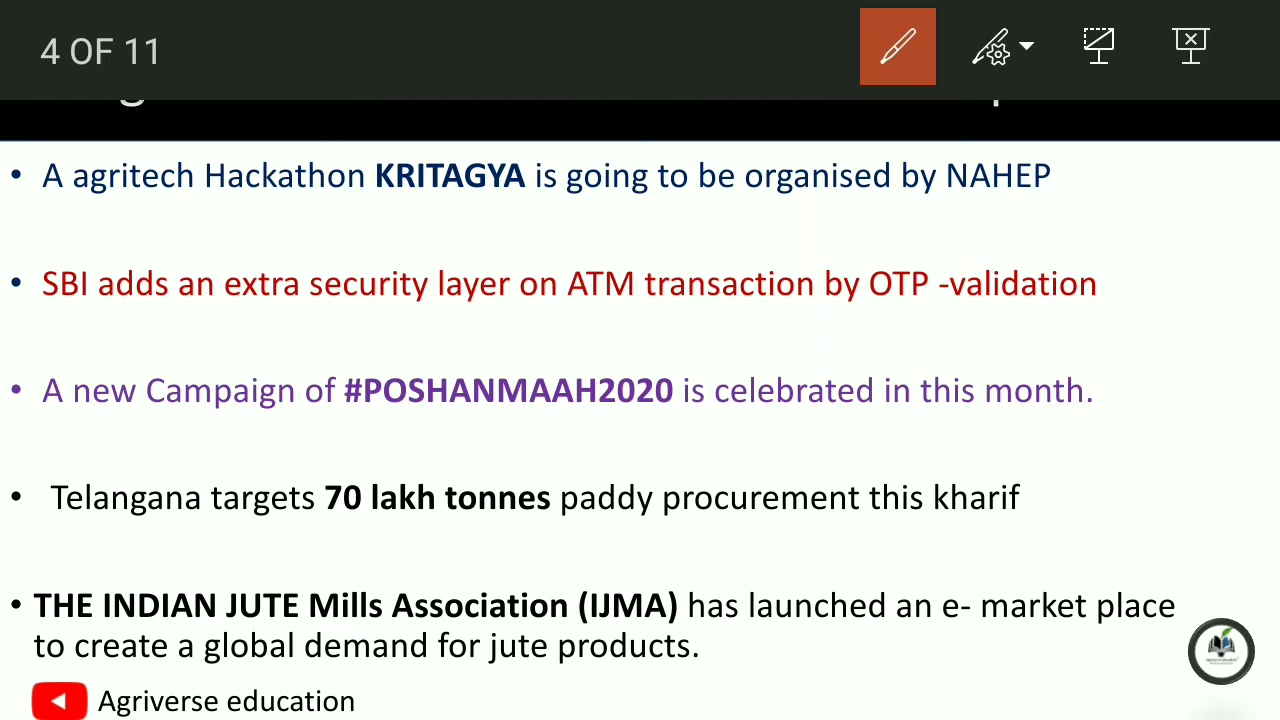 4 OF 11
• A agritech Hackathon KRITAGYA is going to be organised by NAHEP
• SBI adds an extra security layer on ATM transaction by OTP -validation
• A new Campaign of #POSHANMAAH2020 is celebrated in this month.
• Telangana targets 70 lakh tonnes paddy procurement this kharif
• THE INDIAN JUTE Mills Association (IJMA) has launched an e- market place
to create a global demand for jute products.
Agriverse education